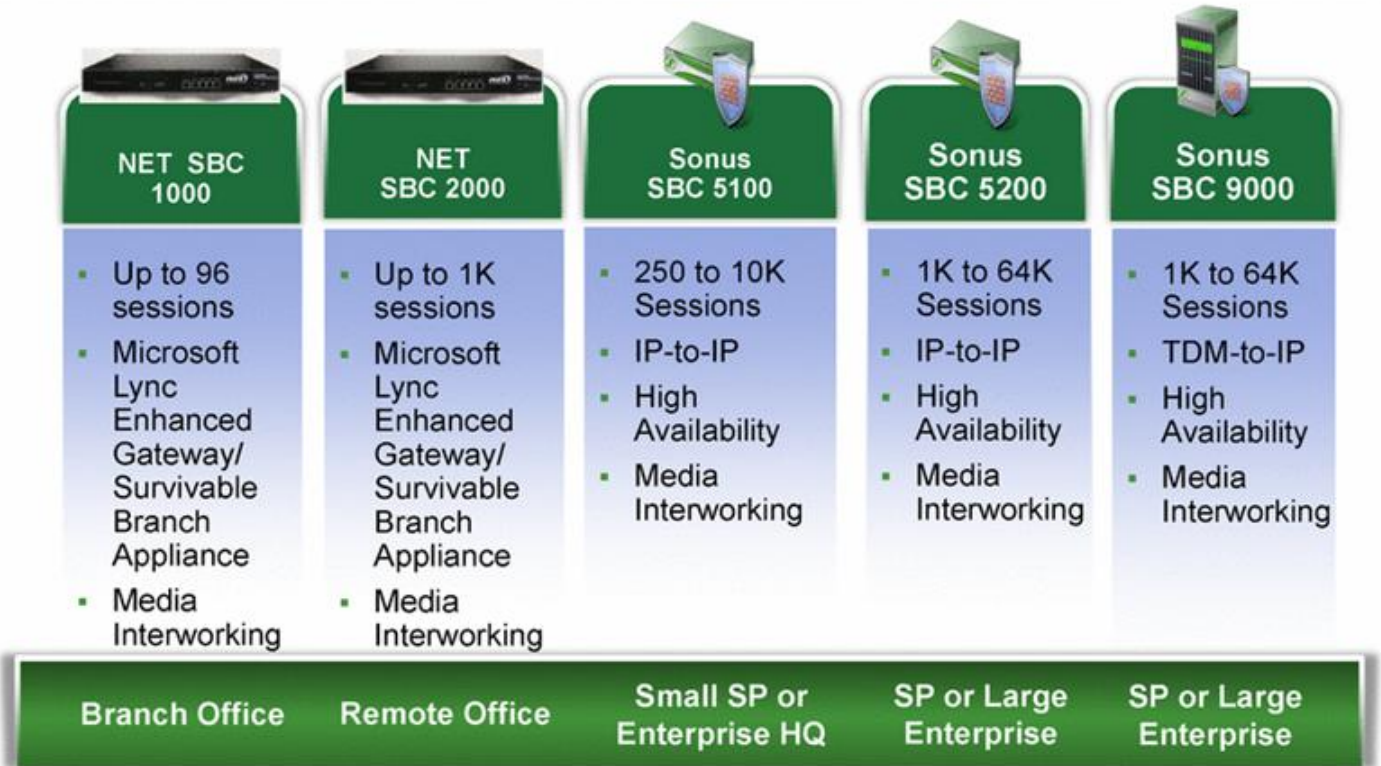 NET SBC
1000
Up to 96
sessions
Microsoft
Lync
Enhanced
Gateway/
Survivable
Branch
Appliance
Media
Interworking
Branch Office
NET
SBC 2000
Up to 1K
sessions
Microsoft
Lync
Enhanced
Gateway/
Survivable
Branch
Appliance
Media
Interworking
Remote Office
Sonus
SBC 5100
250 to 10K
Sessions
IP-to-IP
High
Availability
Media
Interworking
Small SP or
Enterprise HQ
Sonus
SBC 5200
1K to 64K
Sessions
IP-to-IP
High
Availability
Media
Interworking
SP or Large
Enterprise
Sonus
SBC 9000
1K to 64K
Sessions
TDM-to-IP
High
Availability
Media
Interworking
SP or Large
Enterprise